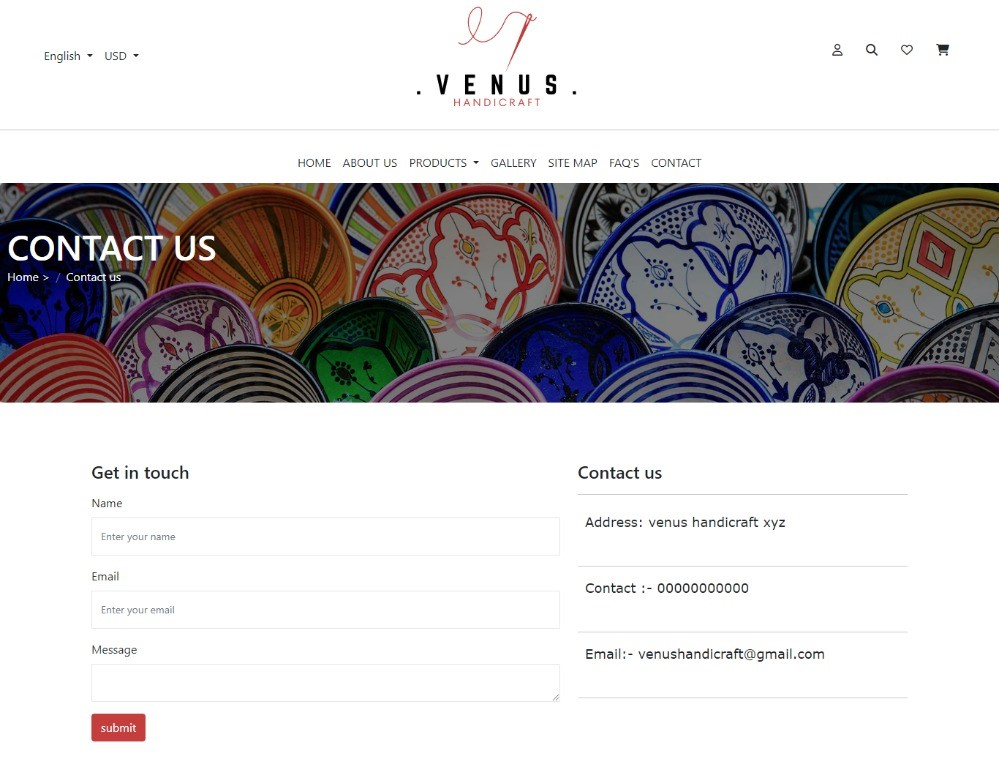 English USD
. VENUS .
HANDICRAFT
HOME ABOUT US PRODUCTS GALLERY SITE MAP FAQ'S CONTACT
CONTACT US
Home > / Contact us
Get in touch
Name
Enter your name
Email
Enter your email
Message
submit
Contact us
Address: venus handicraft xyz
Contact :- 00000000000
Email:- venushandicraft@gmail.com